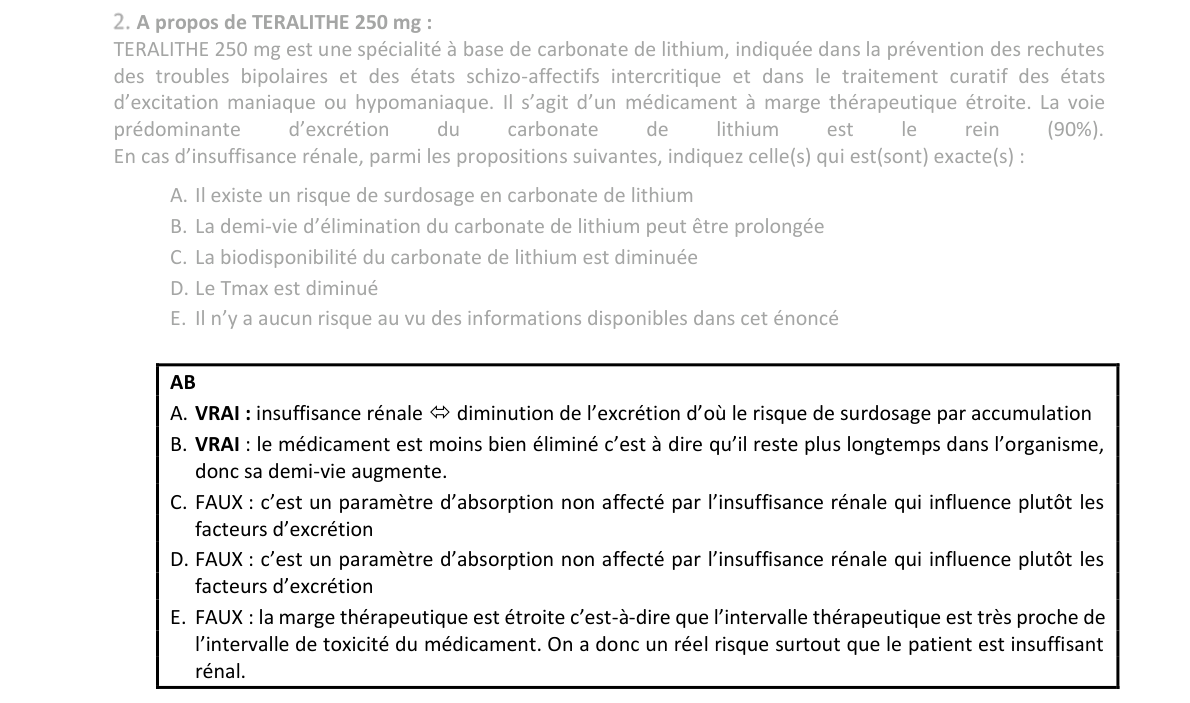 2. A propos de TERALITHE 250 mg :
TERALITHE 250 mg est une spécialité à base de carbonate de lithium, indiquée dans la prévention des rechutes
des troubles bipolaires et des états schizo-affectifs intercritique et dans le traitement curatif des états
d’excitation maniaque ou hypomaniaque. Il s’agit d’un médicament à marge thérapeutique étroite. La voie
prédominante d’excrétion du carbonate de lithium est le rein (90%).
En cas d’insuffisance rénale, parmi les propositions suivantes, indiquez celle(s) qui est(sont) exacte(s) :
A. Il existe un risque de surdosage en carbonate de lithium
B. La demi-vie d’élimination du carbonate de lithium peut être prolongée
C. La biodisponibilité du carbonate de lithium est diminuée
D. Le Tmax est diminué
E. Il n’y a aucun risque au vu des informations disponibles dans cet énoncé
AB
A. VRAI : insuffisance rénale ⬄ diminution de l’excrétion d’où le risque de surdosage par accumulation
B. VRAI : le médicament est moins bien éliminé c’est à dire qu’il reste plus longtemps dans l’organisme,
donc sa demi-vie augmente.
C. FAUX : c’est un paramètre d’absorption non affecté par l’insuffisance rénale qui influence plutôt les
facteurs d’excrétion
D. FAUX : c’est un paramètre d’absorption non affecté par l’insuffisance rénale qui influence plutôt les
facteurs d’excrétion
E. FAUX : la marge thérapeutique est étroite c’est-à-dire que l’intervalle thérapeutique est très proche de
l’intervalle de toxicité du médicament. On a donc un réel risque surtout que le patient est insuffisant
rénal.